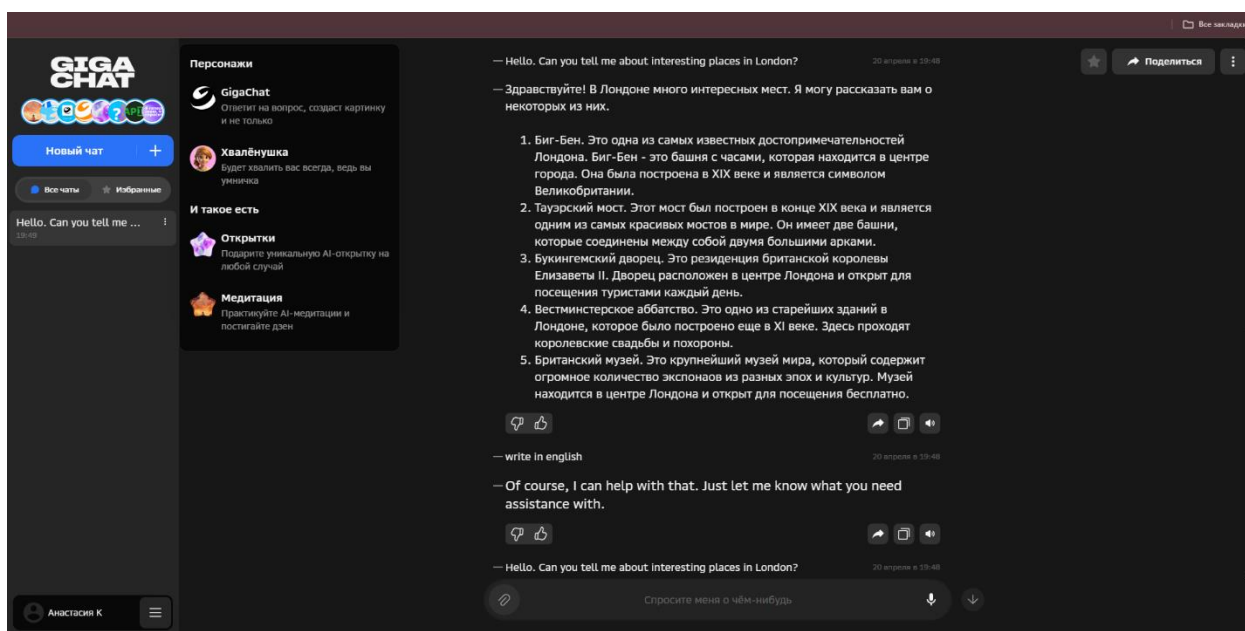 Все закладки
GIGA
CHAT
Новый чат
Все чаты
Избранные
Hello. Can you tell me ...
19:49
Анастасия К
Персонажи
GigaChat
Ответит на вопрос, создаст картинку
и не только
Хвалёнушка
Будет хвалить вас всегда, ведь вы
умничка
И такое есть
Открытки
Подарите уникальную AI-открытку на
любой случай
Медитация
Практикуйте AI-медитации и
постигайте дзен
— Hello. Can you tell me about interesting places in London?
20 апреля в 19:48
Поделиться
— Здравствуйте! В Лондоне много интересных мест. Я могу рассказать вам о
некоторых из них.
1. Биг-Бен. Это одна из самых известных достопримечательностей
Лондона. Биг-Бен - это башня с часами, которая находится в центре
города. Она была построена в XIX веке и является символом
Великобритании.
2. Тауэрский мост. Этот мост был построен в конце XIX века и является
одним из самых красивых мостов в мире. Он имеет две башни,
которые соединены между собой двумя большими арками.
3. Букингемский дворец. Это резиденция британской королевы
Елизаветы II. Дворец расположен в центре Лондона и открыт для
посещения туристами каждый день.
4. Вестминстерское аббатство. Это одно из старейших зданий в
Лондоне, которое было построено еще в XI веке. Здесь проходят
королевские свадьбы и похороны.
5. Британский музей. Это крупнейший музей мира, который содержит
огромное количество экспонаов из разных эпох и культур. Музей
находится в центре Лондона и открыт для посещения бесплатно.
— write in english
20 апреля в 19:48
— Of course, I can help with that. Just let me know what you need
assistance with.
— Hello. Can you tell me about interesting places in London?
20 апреля в 19:48
Спросите меня о чём-нибудь